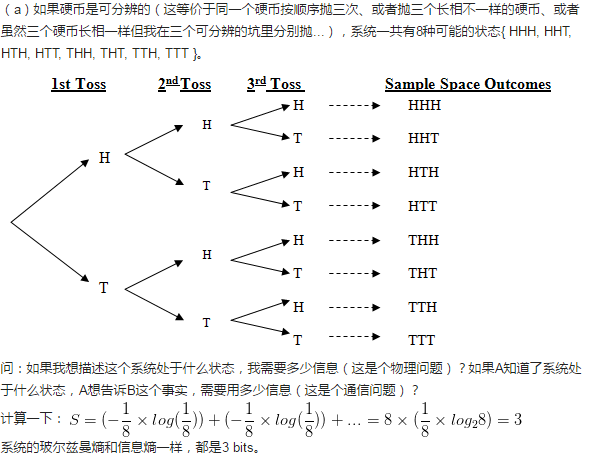 （a）如果硬币是可分辨的（这等价于同一个硬币按顺序抛三次、或者抛三个长相不一样的硬币、或者
虽然三个硬币长相一样但我在三个可分辨的坑里分别抛...），系统一共有8种可能的状态{ HHH, HHT,
HTH, HTT, THH, THT, TTH, TTT }。
1st Toss 2nd Toss 3rd Toss Sample Space Outcomes
H HHH
H
T HHT
H
H HTH
T
T HTT
H THH
H
T THT
T
H TTH
T
T TTT
问：如果我想描述这个系统处于什么状态，我需要多少信息（这是个物理问题）？如果A知道了系统处
于什么状态，A想告诉B这个事实，需要用多少信息（这是个通信问题）？
计算一下： S = (−1/8 × log(1/8)) + (−1/8 × log(1/8)) + ... = 8 × (1/8 × log₂8) = 3
系统的玻尔兹曼熵和信息熵一样，都是3 bits。